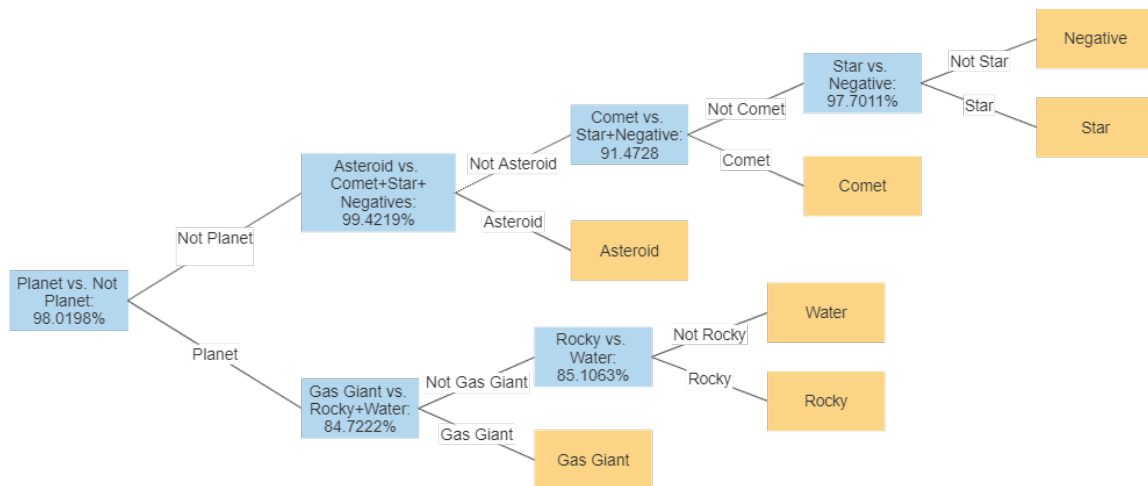 Planet vs. Not
Planet:
98.0198%
Not Planet
Planet
Asteroid vs.
Comet+Star+
Negatives:
99.4219%
Not Asteroid
Asteroid
Asteroid
Comet vs.
Star+Negative:
91.4728
Not Comet
Comet
Comet
Star vs.
Negative:
97.7011%
Not Star
Star
Negative
Star
Gas Giant vs.
Rocky+Water:
84.7222%
Not Gas Giant
Gas Giant
Gas Giant
Rocky vs.
Water:
85.1063%
Not Rocky
Rocky
Water
Rocky